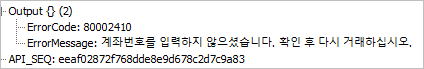 Output {} (2)
ErrorCode: 80002410
ErrorMessage: 계좌번호를 입력하지 않으셨습니다. 확인 후 다시 거래하십시오.
API_SEQ: eeaf02872f768dde8e9d678c2d7c9a83